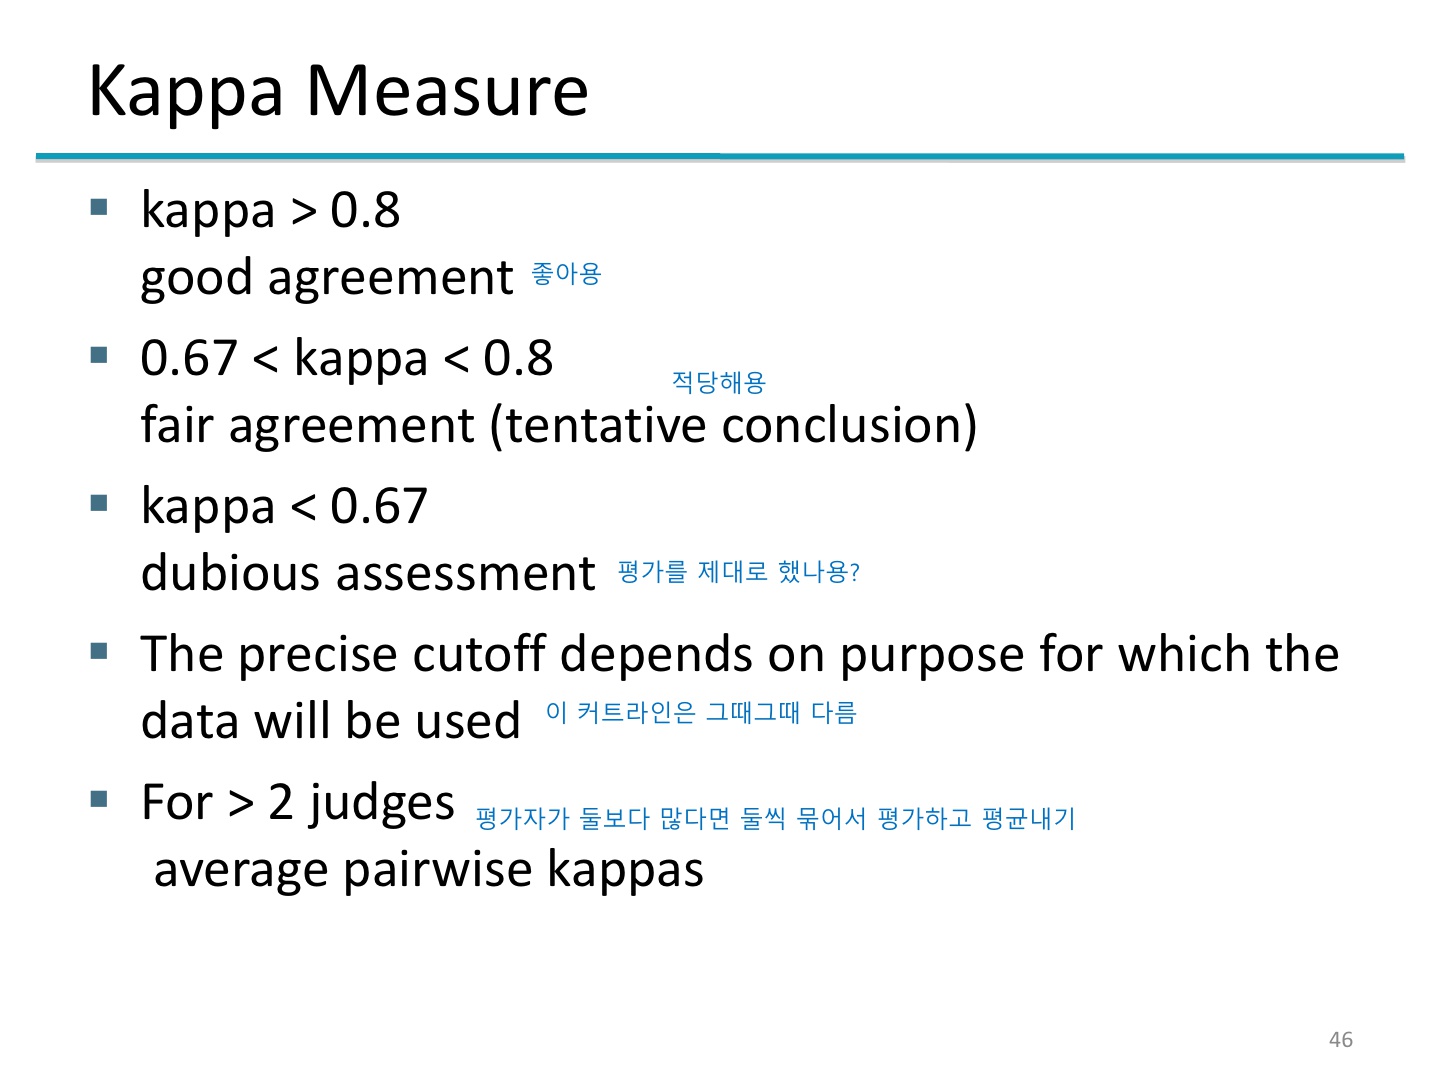 Kappa Measure
kappa > 0.8
good agreement 좋아용
0.67 < kappa < 0.8
적당해용
fair agreement (tentative conclusion)
kappa < 0.67
dubious assessment 평가를 제대로 했나용?
The precise cutoff depends on purpose for which the
data will be used 이 커트라인은 그때그때 다름
For > 2 judges 평가자가 둘보다 많다면 둘씩 묶어서 평가하고 평균내기
average pairwise kappas
46